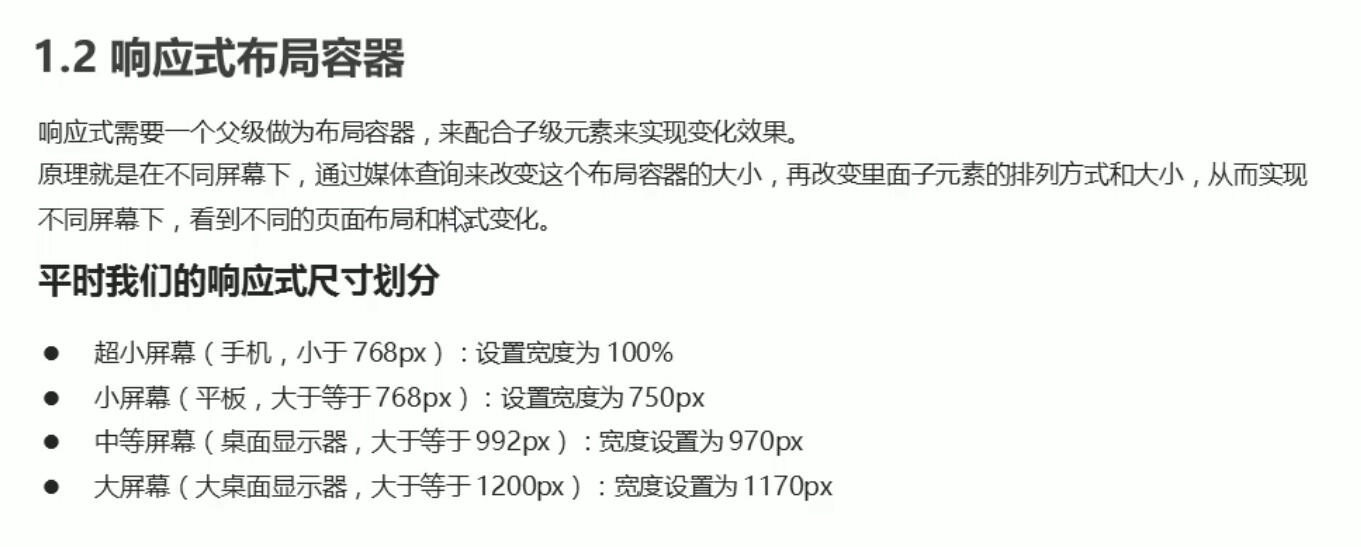 1.2 响应式布局容器
响应式需要一个父级做为布局容器，来配合子级元素来实现变化效果。
原理就是在不同屏幕下，通过媒体查询来改变这个布局容器的大小，再改变里面子元素的排列方式和大小，从而实现
不同屏幕下，看到不同的页面布局和样式变化。
平时我们的响应式尺寸划分
● 超小屏幕（手机，小于 768px）：设置宽度为 100%
● 小屏幕（平板，大于等于 768px）：设置宽度为 750px
● 中等屏幕（桌面显示器，大于等于 992px）：宽度设置为 970px
● 大屏幕（大桌面显示器，大于等于 1200px）：宽度设置为 1170px